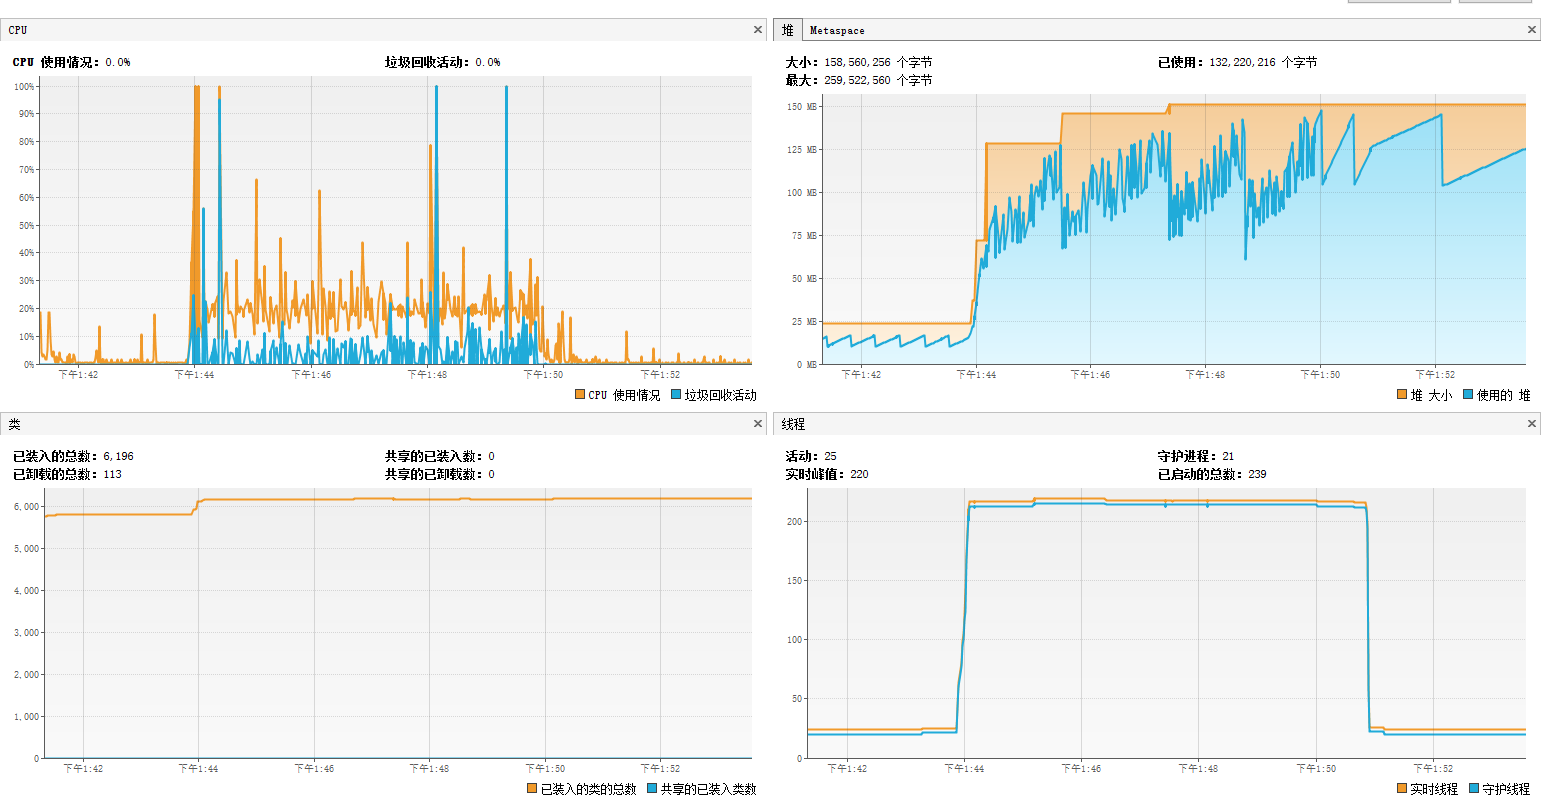 CPU
CPU 使用情况: 0.0%
垃圾回收活动: 0.0%
100%
90%
80%
70%
60%
50%
40%
30%
20%
10%
0%
下午1:42
下午1:44
下午1:46
下午1:48
下午1:50
下午1:52
CPU 使用情况
垃圾回收活动
堆
Metaspace
大小: 158,560,256 个字节
已使用: 132,220,216 个字节
最大: 259,522,560 个字节
150 MB
125 MB
100 MB
75 MB
50 MB
25 MB
0 MB
下午1:42
下午1:44
下午1:46
下午1:48
下午1:50
下午1:52
堆 大小
使用的 堆
类
已装入的总数: 6,196
共享的已装入数: 0
已卸载的总数: 113
共享的已卸载数: 0
6,000
5,000
4,000
3,000
2,000
1,000
0
下午1:42
下午1:44
下午1:46
下午1:48
下午1:50
下午1:52
已装入的类的总数
共享的已装入类数
线程
活动: 25
守护进程: 21
实时峰值: 220
已启动的总数: 239
200
150
100
50
0
下午1:42
下午1:44
下午1:46
下午1:48
下午1:50
下午1:52
实时线程
守护线程